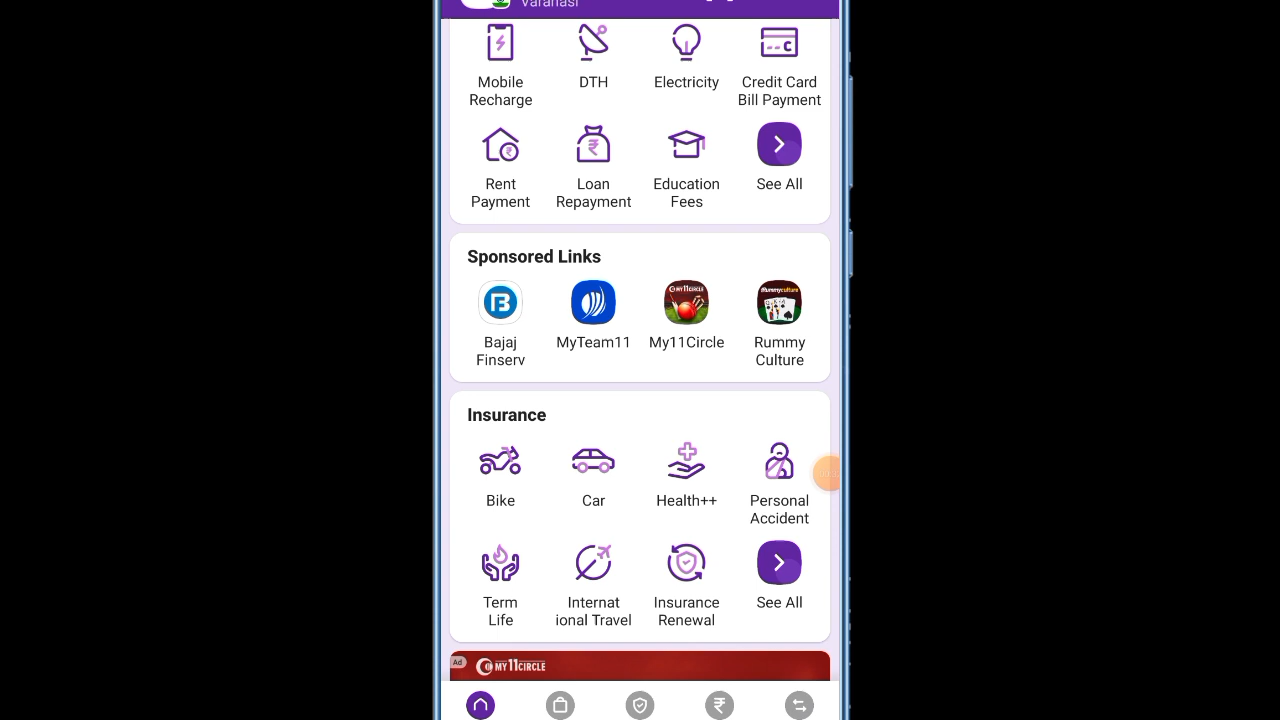 Varanasi
Mobile Recharge
DTH
Electricity
Credit Card Bill Payment
Rent Payment
Loan Repayment
Education Fees
See All
Sponsored Links
MY11CIRCLE
RummyCulture
Bajaj Finserv
MyTeam11
My11Circle
Rummy Culture
Insurance
Bike
Car
Health++
Personal Accident
Term Life
Internat ional Travel
Insurance Renewal
See All
Ad
MY11CIRCLE